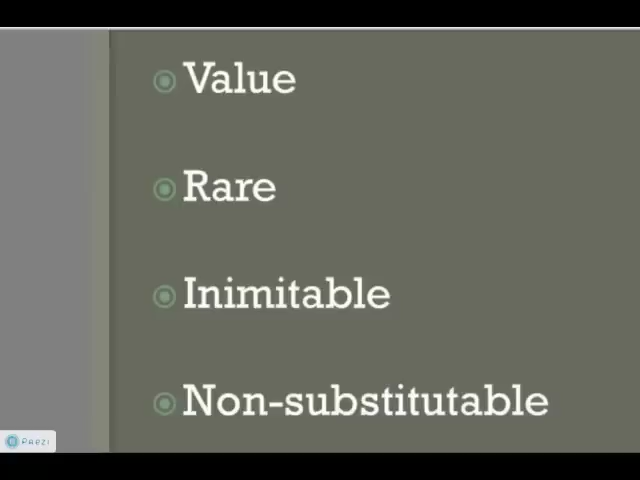 Value
Rare
Inimitable
Non-substitutable
Prezi